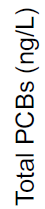 Total PCBs (ng/L)